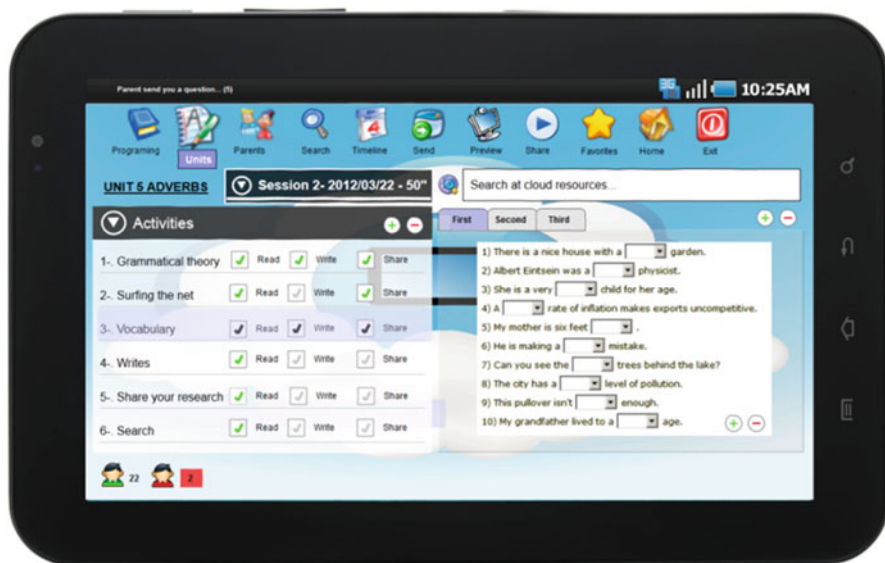 Parent send you a question... (5)
3G
10:25AM
Programing
Units
Parents
Search
Timeline
4
Send
Preview
Share
Favorites
Home
Exit
UNIT 5 ADVERBS
Session 2- 2012/03/22 - 50"
Search at cloud resources...
Activities
1-. Grammatical theory Read Write Share
2-. Surfing the net Read Write Share
3-. Vocabulary Read Write Share
4-. Writes Read Write Share
5-. Share your research Read Write Share
6-. Search Read Write Share
22 2
First Second Third
1) There is a nice house with a garden.
2) Albert Eintsein was a physicist.
3) She is a very child for her age.
4) A rate of inflation makes exports uncompetitive.
5) My mother is six feet .
6) He is making a mistake.
7) Can you see the trees behind the lake?
8) The city has a level of pollution.
9) This pullover isn't enough.
10) My grandfather lived to a age.